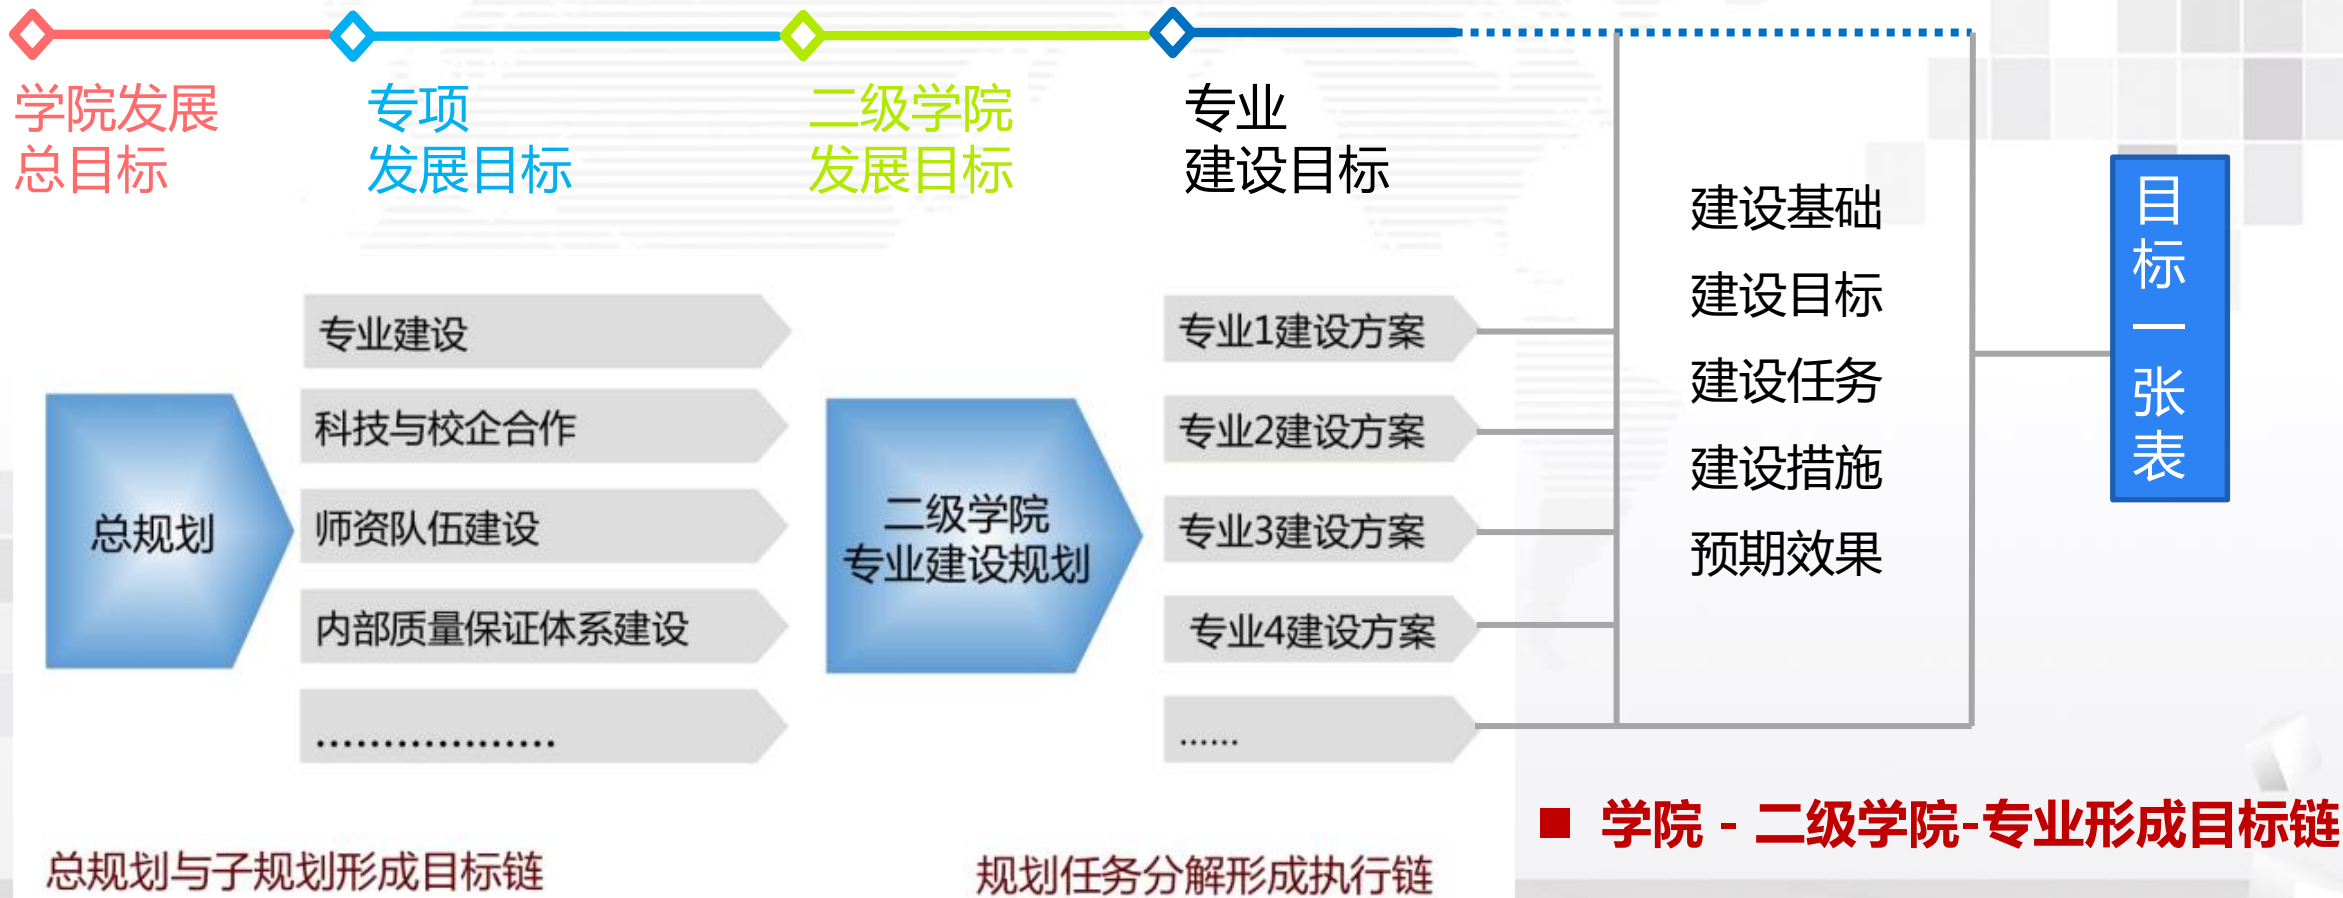 学院发展
总目标
专项
发展目标
二级学院
发展目标
专业
建设目标
总规划
专业建设
科技与校企合作
师资队伍建设
内部质量保证体系建设
..................
二级学院
专业建设规划
专业1建设方案
专业2建设方案
专业3建设方案
专业4建设方案
......
建设基础
建设目标
建设任务
建设措施
预期效果
目
标
一
张
表
■ 学院 - 二级学院-专业形成目标链
总规划与子规划形成目标链
规划任务分解形成执行链